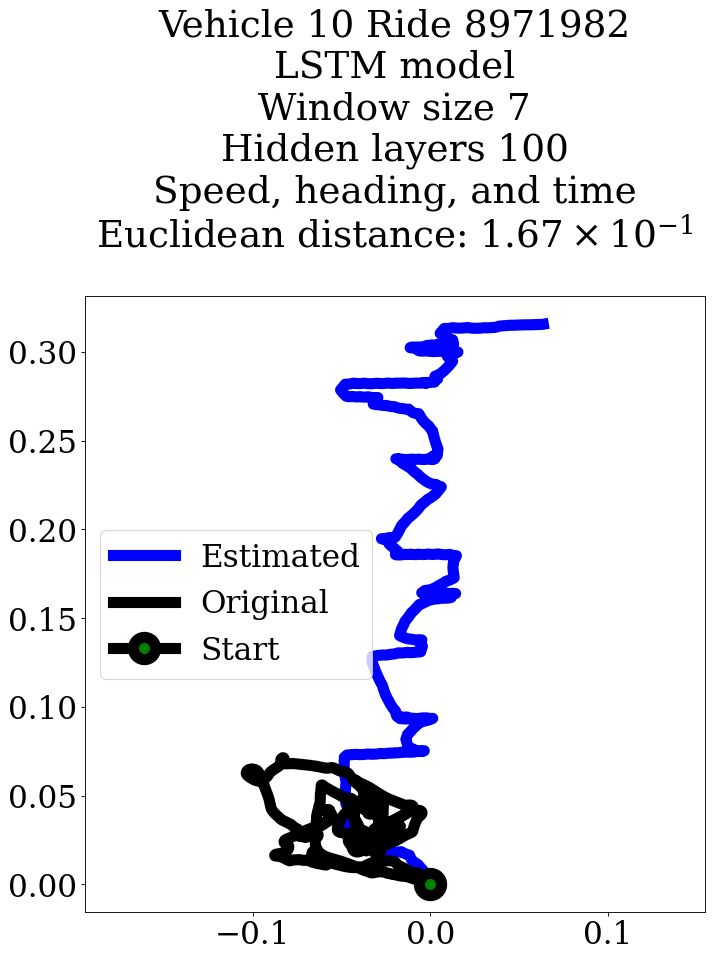 Vehicle 10 Ride 8971982
LSTM model
Window size 7
Hidden layers 100
Speed, heading, and time
Euclidean distance: 1.67 × 10⁻¹
0.30
0.25
0.20
Estimated
0.15
Original
Start
0.10
0.05
0.00
−0.1 0.0 0.1